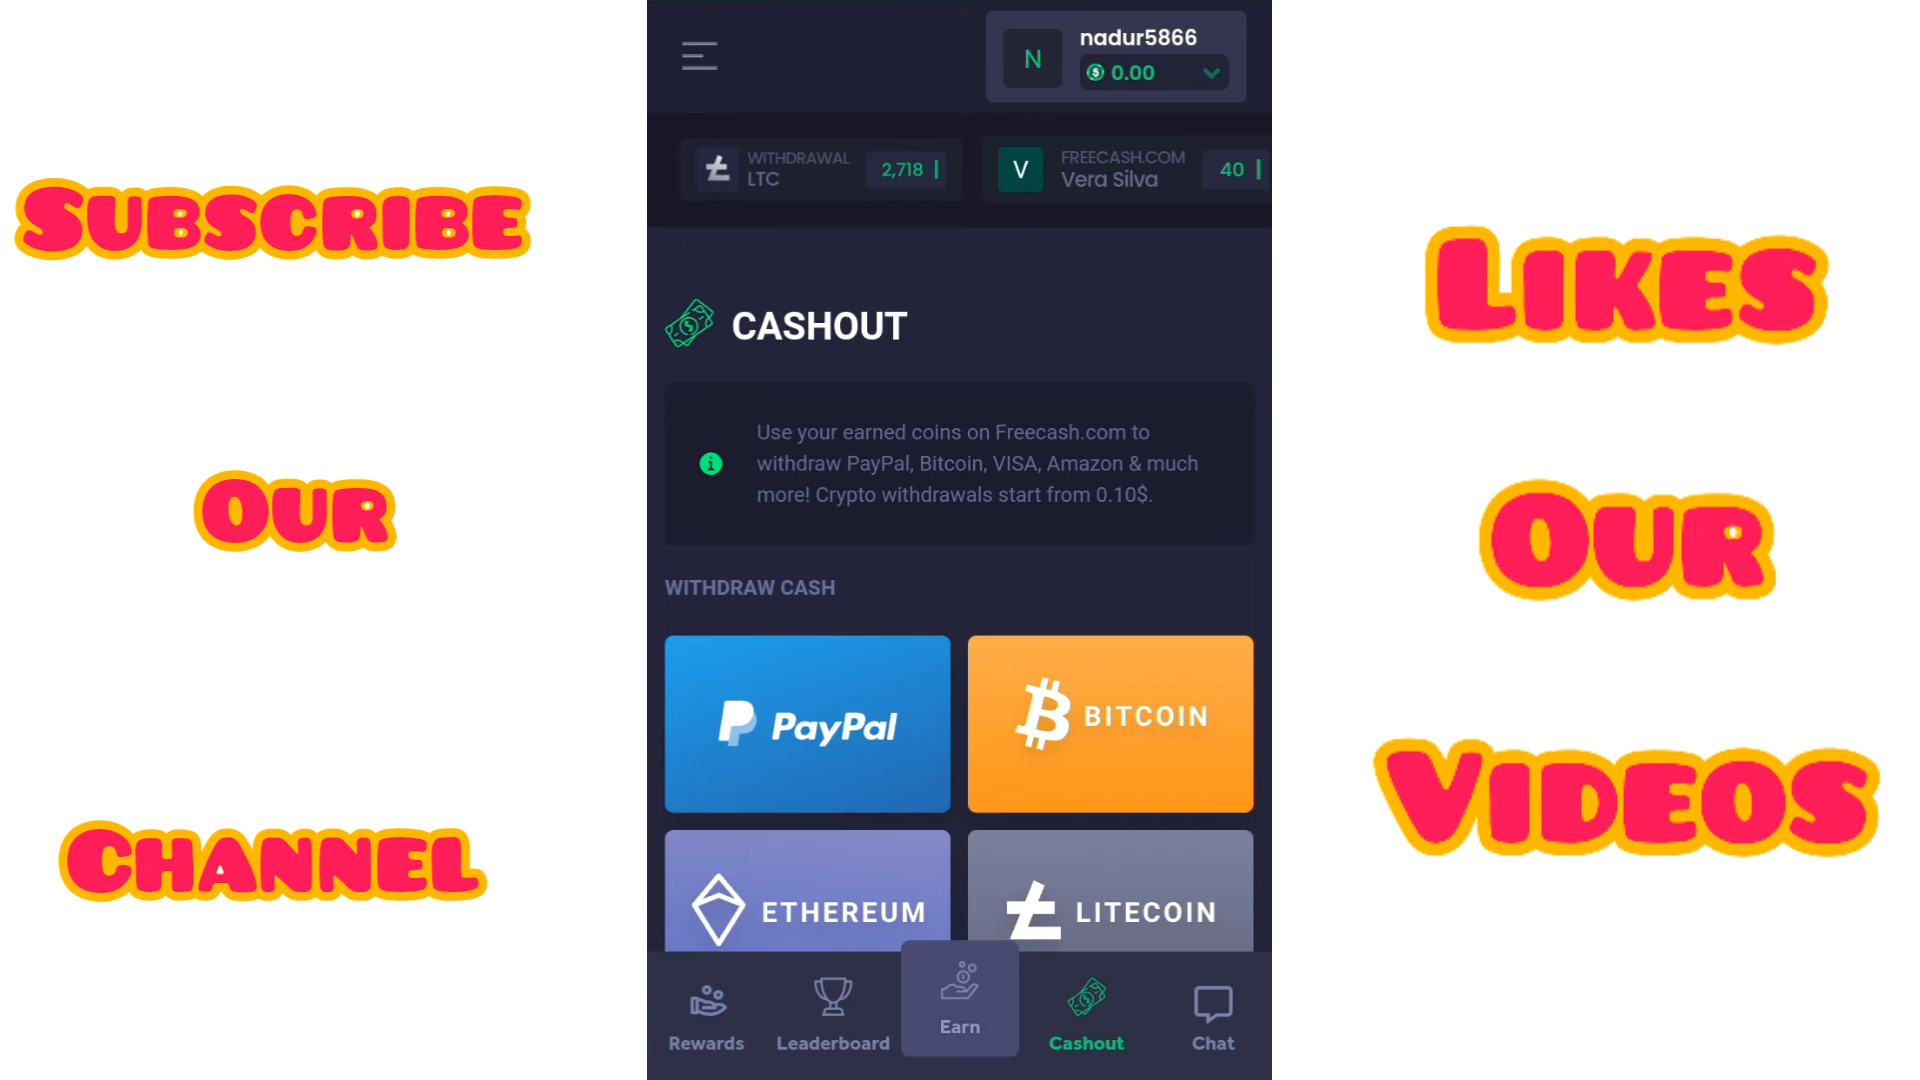 Subscribe
Our
Channel
N
nadur5866
0.00
WITHDRAWAL
LTC
2,718
V
FREECASH.COM
Vera Silva
40
CASHOUT
Use your earned coins on Freecash.com to
withdraw PayPal, Bitcoin, VISA, Amazon & much
more! Crypto withdrawals start from 0.10$.
WITHDRAW CASH
PayPal
BITCOIN
ETHEREUM
LITECOIN
Rewards
Leaderboard
Earn
Cashout
Chat
Likes
Our
Videos